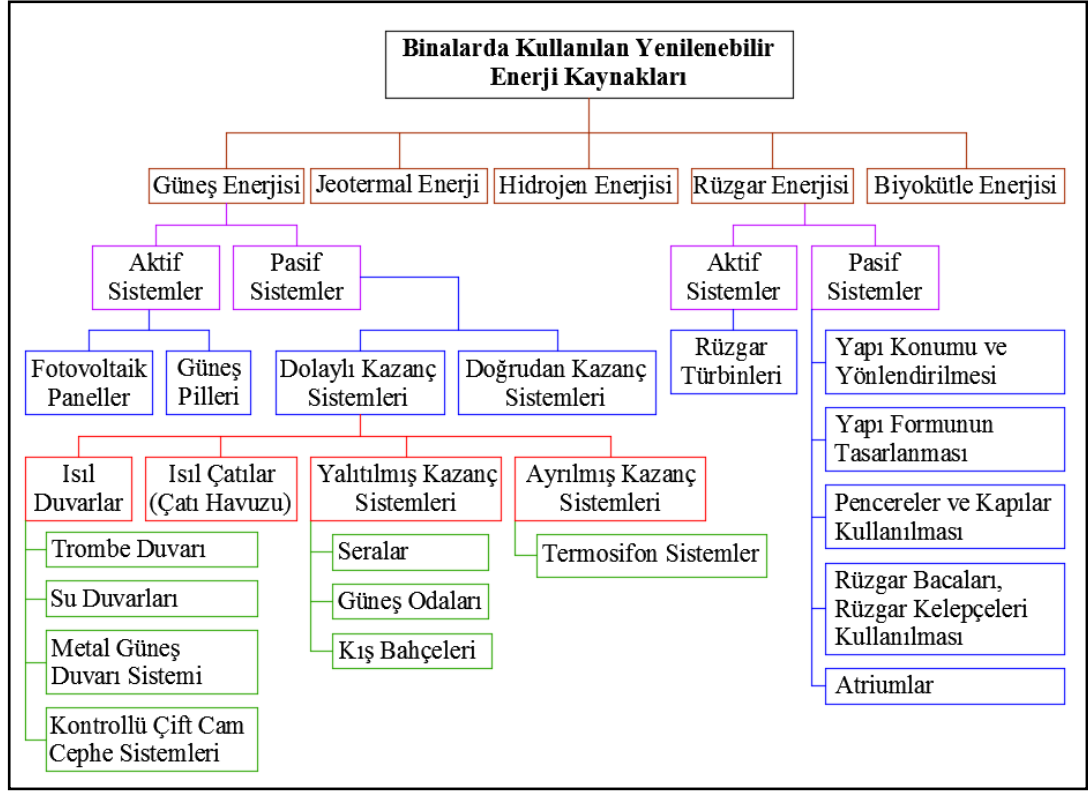 Binalarda Kullanılan Yenilenebilir
Enerji Kaynakları
Güneş Enerjisi
Jeotermal Enerji
Hidrojen Enerjisi
Rüzgar Enerjisi
Biyokütle Enerjisi
Aktif
Sistemler
Pasif
Sistemler
Aktif
Sistemler
Pasif
Sistemler
Fotovoltaik
Paneller
Güneş
Pilleri
Dolaylı Kazanç
Sistemleri
Doğrudan Kazanç
Sistemleri
Rüzgar
Türbinleri
Yapı Konumu ve
Yönlendirilmesi
Yapı Formunun
Tasarlanması
Pencereler ve Kapılar
Kullanılması
Rüzgar Bacaları,
Rüzgar Kelepçeleri
Kullanılması
Atriumlar
Isıl
Duvarlar
Isıl Çatılar
(Çatı Havuzu)
Yalıtılmış Kazanç
Sistemleri
Ayrılmış Kazanç
Sistemleri
Trombe Duvarı
Su Duvarları
Metal Güneş
Duvarı Sistemi
Kontrollü Çift Cam
Cephe Sistemleri
Seralar
Güneş Odaları
Kış Bahçeleri
Termosifon Sistemler